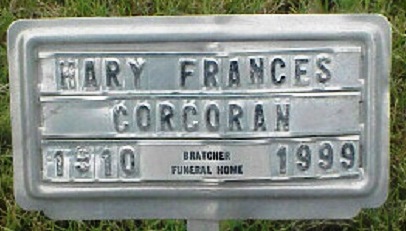 MARY FRANCES
CORCORAN
1910 BRATCHER 1999
FUNERAL HOME